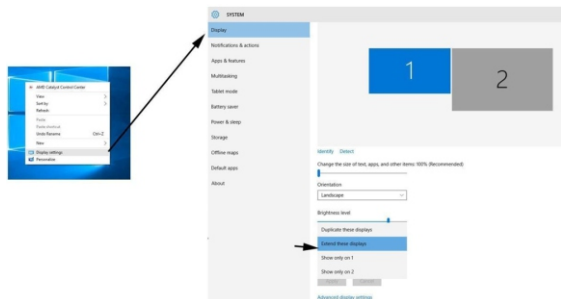 AMD Catalyst Control Center
View
Sort by
Refresh
Paste
Paste shortcut
Undo Rename Ctrl+Z
New
Display settings
Personalize
SYSTEM
Display
Notifications & actions
Apps & features
Multitasking
Tablet mode
Battery saver
Power & sleep
Storage
Offline maps
Default apps
About
1
2
Identify Detect
Change the size of text, apps, and other items: 100% (Recommended)
Orientation
Landscape
Brightness level
Duplicate these displays
Extend these displays
Show only on 1
Show only on 2
Apply Cancel
Advanced display settings